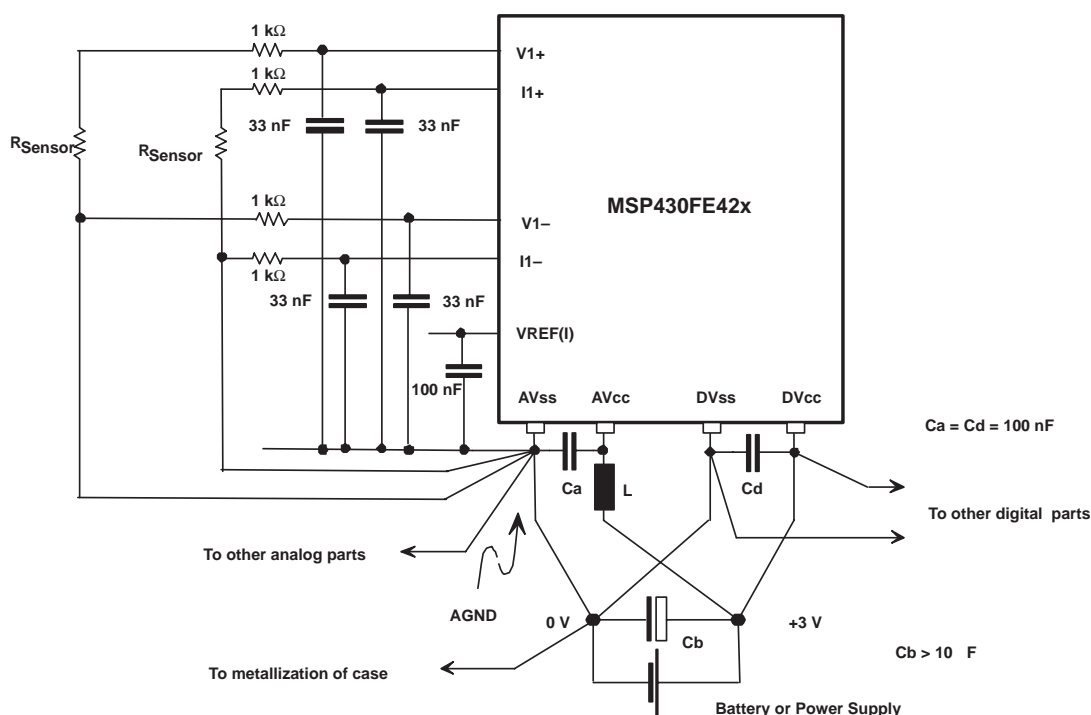 1 kΩ
V1+
1 kΩ
I1+
33 nF
33 nF
RSensor
RSensor
MSP430FE42x
1 kΩ
V1–
I1–
1 kΩ
33 nF
33 nF
VREF(I)
100 nF
AVss
AVcc
DVss
DVcc
Ca = Cd = 100 nF
Ca
L
Cd
To other digital parts
To other analog parts
AGND
0 V
Cb
+3 V
Cb > 10 F
To metallization of case
Battery or Power Supply